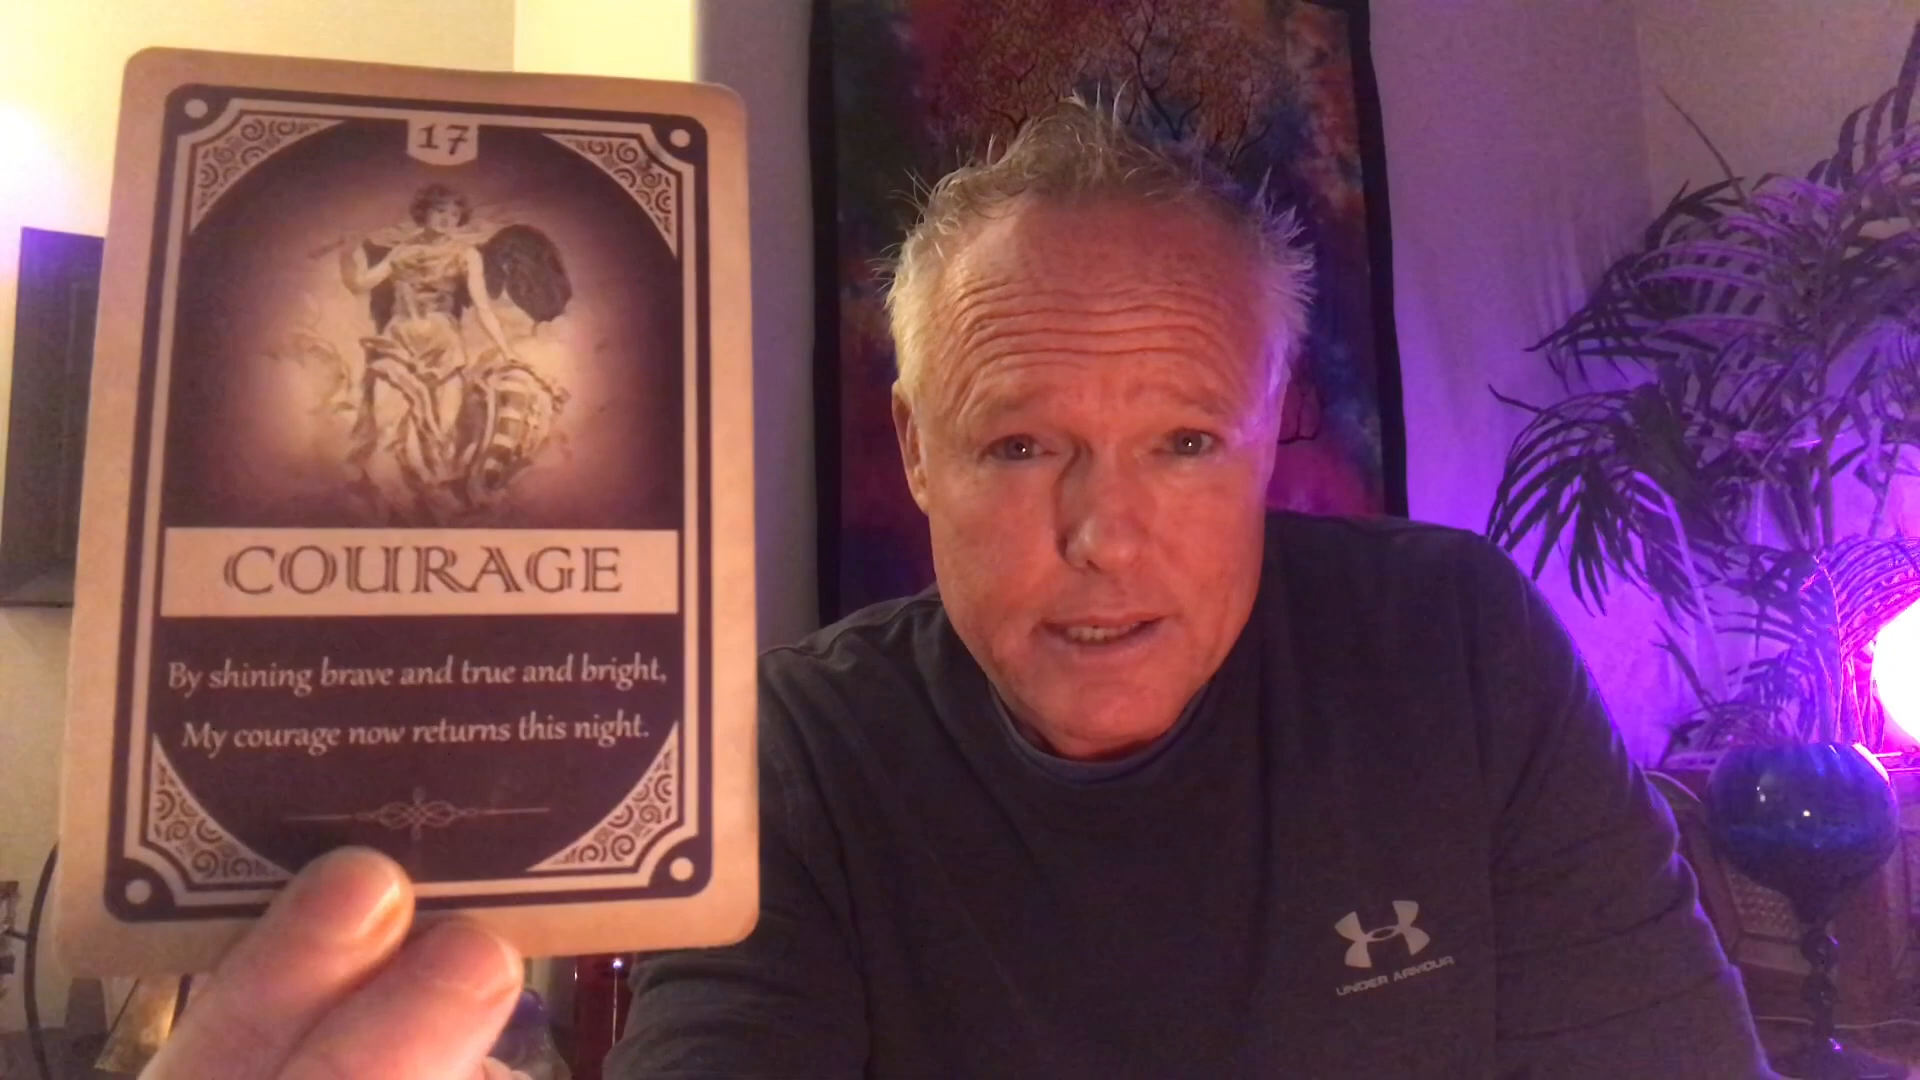 17
COURAGE
By shining brave and true and bright,
My courage now returns this night.
UNDER ARMOUR